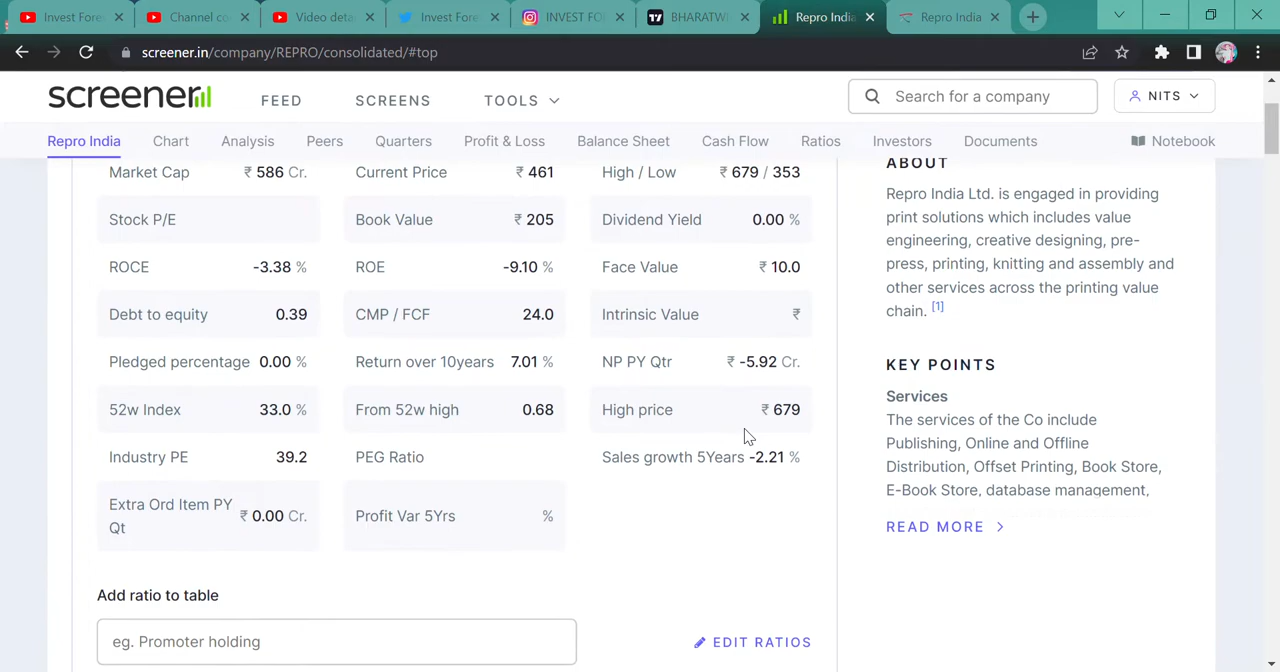 Invest Fore
Channel co
Video deta
Invest Fore
INVEST FO
BHARATWI
Repro India
Repro India
screener.in/company/REPRO/consolidated/#top
screener
FEED
SCREENS
TOOLS
Search for a company
NITS
Repro India
Chart
Analysis
Peers
Quarters
Profit & Loss
Balance Sheet
Cash Flow
Ratios
Investors
Documents
Notebook
Market Cap ₹ 586 Cr.
Current Price ₹ 461
High / Low ₹ 679 / 353
Stock P/E
Book Value ₹ 205
Dividend Yield 0.00 %
ROCE -3.38 %
ROE -9.10 %
Face Value ₹ 10.0
Debt to equity 0.39
CMP / FCF 24.0
Intrinsic Value ₹
Pledged percentage 0.00 %
Return over 10years 7.01 %
NP PY Qtr ₹ -5.92 Cr.
52w Index 33.0 %
From 52w high 0.68
High price ₹ 679
Industry PE 39.2
PEG Ratio
Sales growth 5Years -2.21 %
Extra Ord Item PY
Qt ₹ 0.00 Cr.
Profit Var 5Yrs %
Add ratio to table
eg. Promoter holding
EDIT RATIOS
ABOUT
Repro India Ltd. is engaged in providing
print solutions which includes value
engineering, creative designing, pre-
press, printing, knitting and assembly and
other services across the printing value
chain. [1]
KEY POINTS
Services
The services of the Co include
Publishing, Online and Offline
Distribution, Offset Printing, Book Store,
E-Book Store, database management,
READ MORE